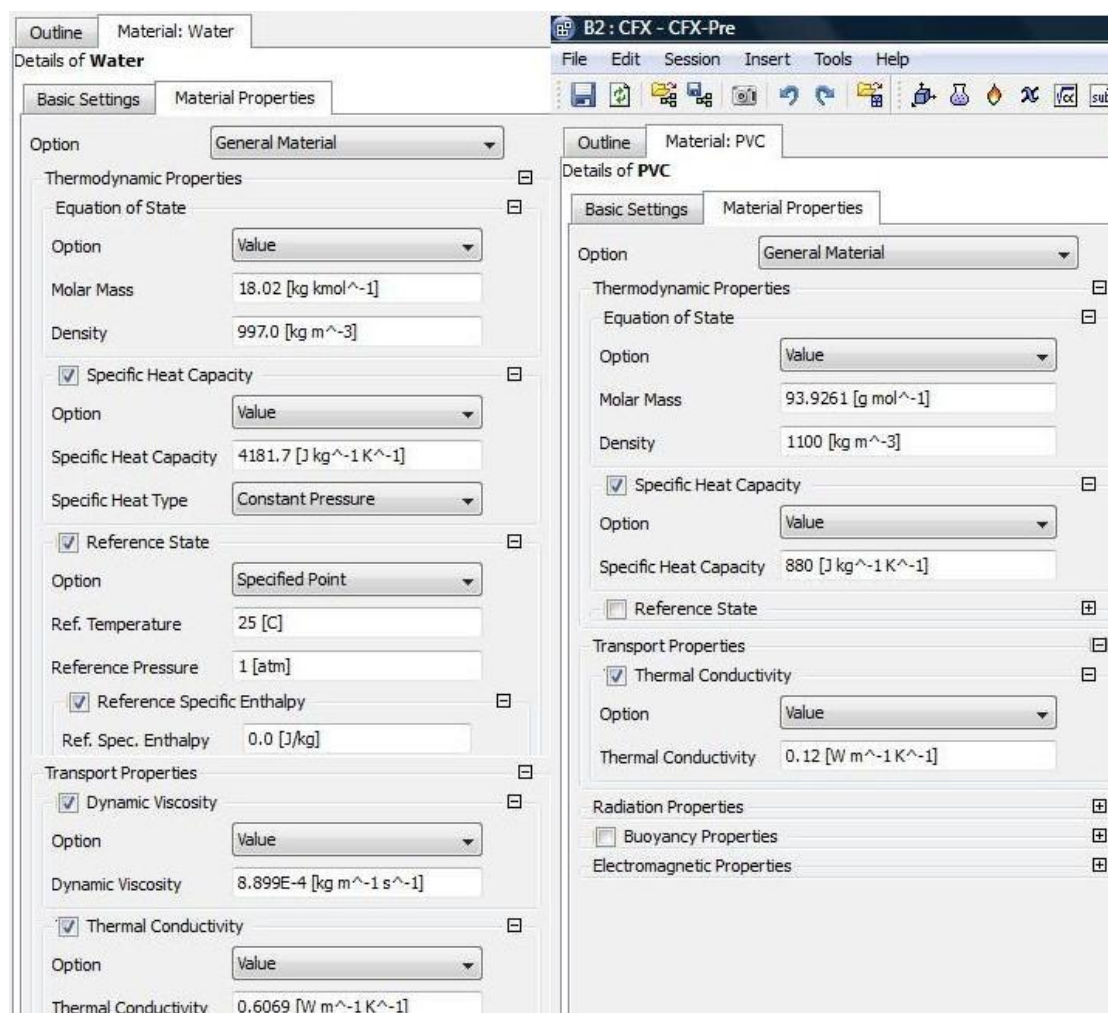 Outline Material: Water
Details of Water
Basic Settings Material Properties
Option General Material
Thermodynamic Properties
Equation of State
Option Value
Molar Mass 18.02 [kg kmol^-1]
Density 997.0 [kg m^-3]
Specific Heat Capacity
Option Value
Specific Heat Capacity 4181.7 [J kg^-1 K^-1]
Specific Heat Type Constant Pressure
Reference State
Option Specified Point
Ref. Temperature 25 [C]
Reference Pressure 1 [atm]
Reference Specific Enthalpy
Ref. Spec. Enthalpy 0.0 [J/kg]
Transport Properties
Dynamic Viscosity
Option Value
Dynamic Viscosity 8.899E-4 [kg m^-1 s^-1]
Thermal Conductivity
Option Value
Thermal Conductivity 0.6069 [W m^-1 K^-1]
B2 : CFX - CFX-Pre
File Edit Session Insert Tools Help
Outline Material: PVC
Details of PVC
Basic Settings Material Properties
Option General Material
Thermodynamic Properties
Equation of State
Option Value
Molar Mass 93.9261 [g mol^-1]
Density 1100 [kg m^-3]
Specific Heat Capacity
Option Value
Specific Heat Capacity 880 [J kg^-1 K^-1]
Reference State
Transport Properties
Thermal Conductivity
Option Value
Thermal Conductivity 0.12 [W m^-1 K^-1]
Radiation Properties
Buoyancy Properties
Electromagnetic Properties